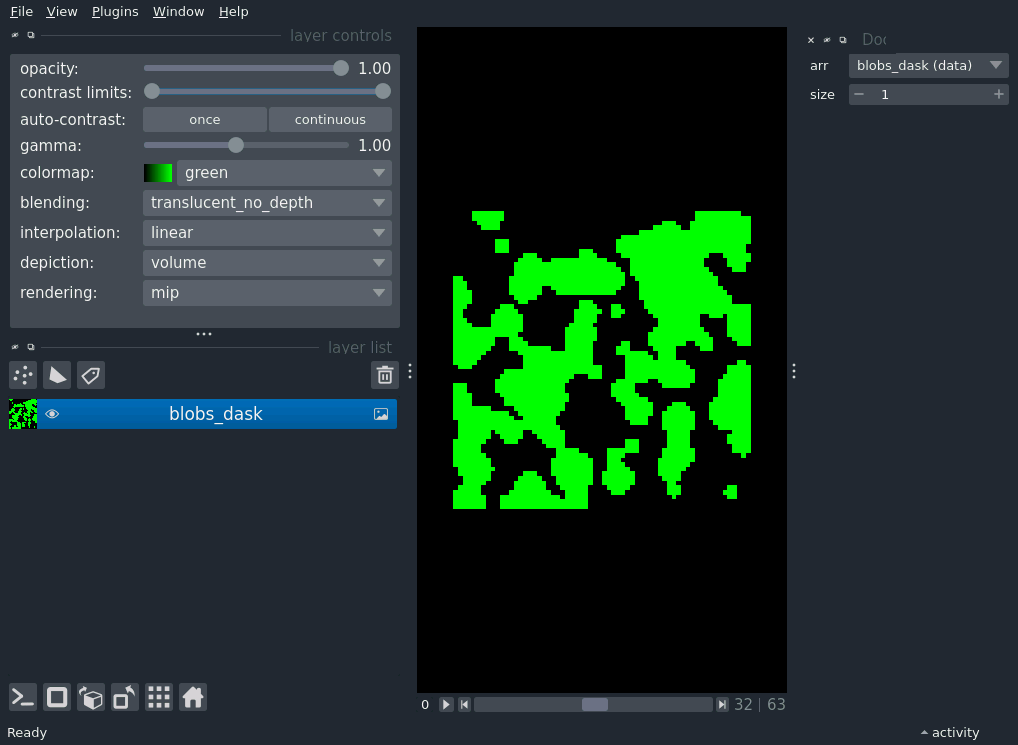 File View Plugins Window Help
layer controls
opacity: 1.00
contrast limits:
auto-contrast: once continuous
gamma: 1.00
colormap: green
blending: translucent_no_depth
interpolation: linear
depiction: volume
rendering: mip
layer list
blobs_dask
arr blobs_dask (data)
size 1
0 32 | 63
Ready
activity